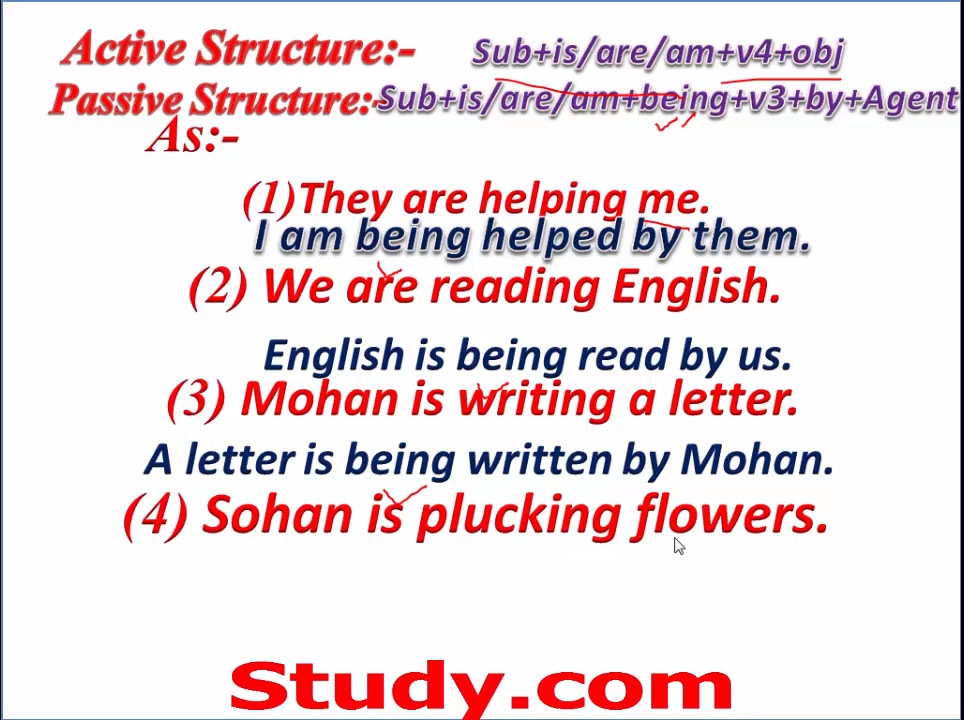 Active Structure:- Sub+is/are/am+v4+obj
Passive Structure:- Sub+is/are/am+being+v3+by+Agent
As:-
(1)They are helping me.
I am being helped by them.
(2) We are reading English.
English is being read by us.
(3) Mohan is writing a letter.
A letter is being written by Mohan.
(4) Sohan is plucking flowers.
Study.com